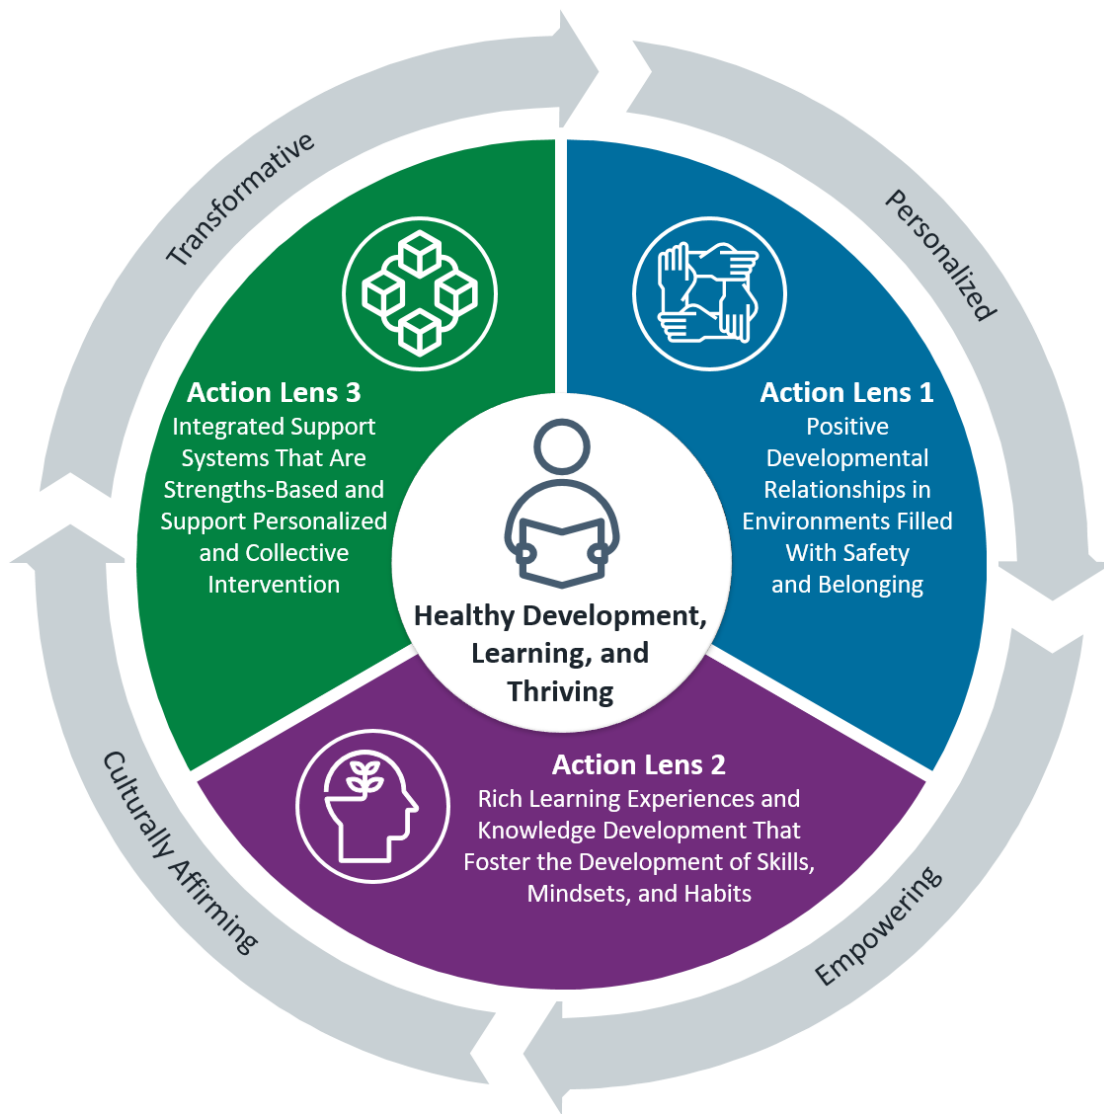 Transformative
Personalized
Action Lens 3
Integrated Support
Systems That Are
Strengths-Based and
Support Personalized
and Collective
Intervention
Action Lens 1
Positive
Developmental
Relationships in
Environments Filled
With Safety
and Belonging
Healthy Development,
Learning, and
Thriving
Action Lens 2
Rich Learning Experiences and
Knowledge Development That
Foster the Development of Skills,
Mindsets, and Habits
Culturally Affirming
Empowering